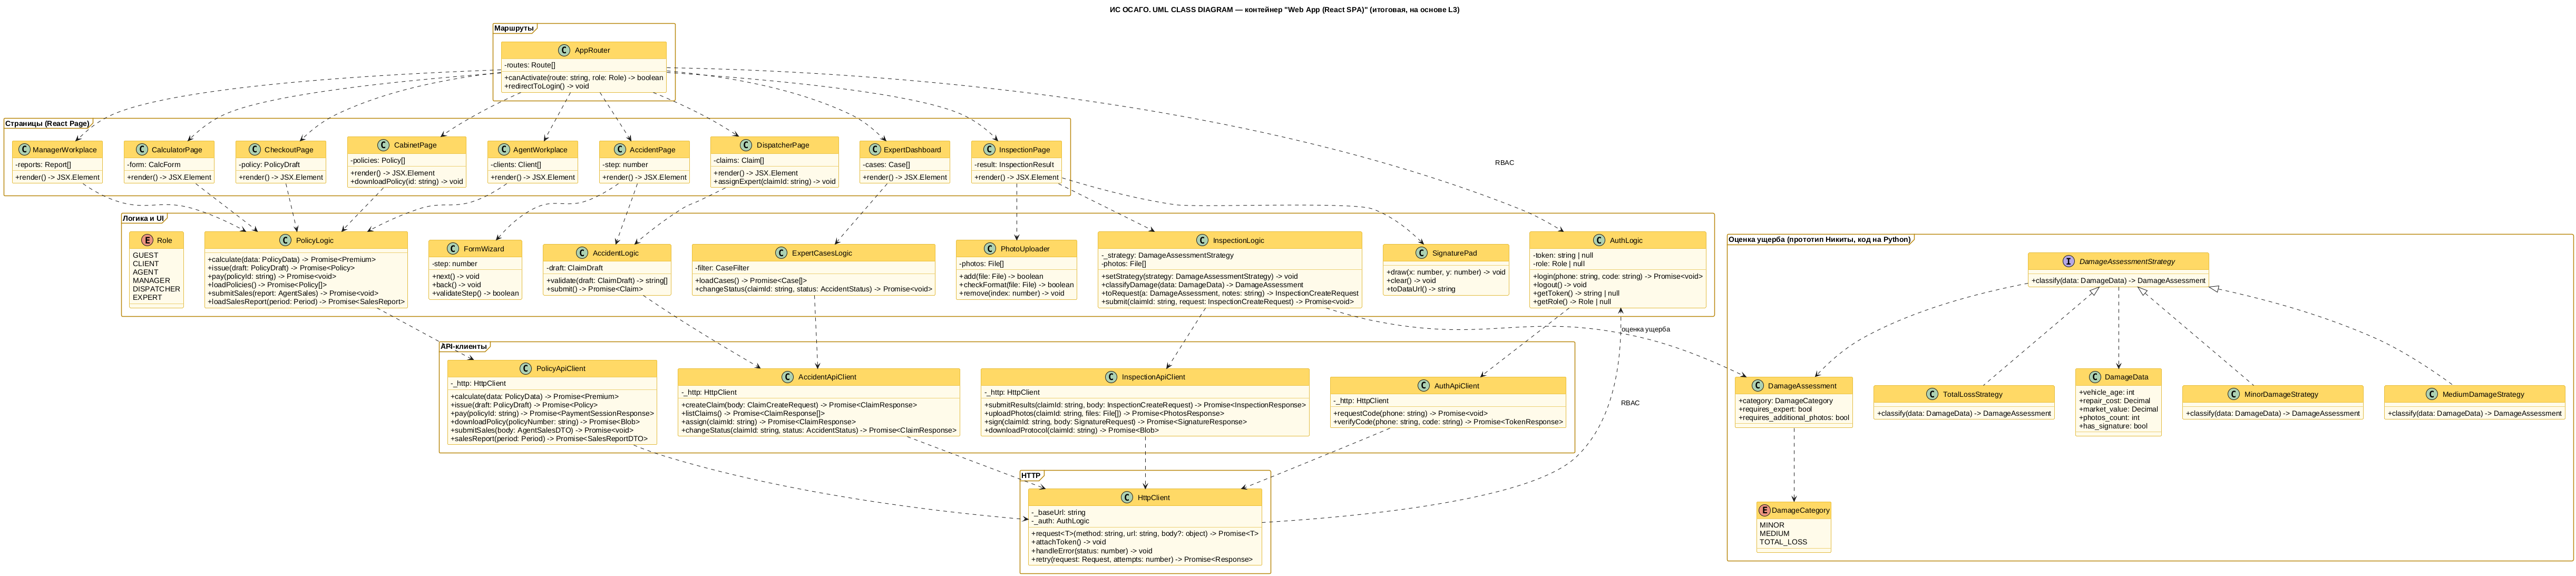 ИС ОСАГО. UML CLASS DIAGRAM — контейнер "Web App (React SPA)" (итоговая, на основе L3)
Маршруты
AppRouter
-routes: Route[]
+canActivate(route: string, role: Role) -> boolean
+redirectToLogin() -> void
RBAC
Страницы (React Page)
ManagerWorkplace
-reports: Report[]
+render() -> JSX.Element
CalculatorPage
-form: CalcForm
+render() -> JSX.Element
CheckoutPage
-policy: PolicyDraft
+render() -> JSX.Element
CabinetPage
-policies: Policy[]
+render() -> JSX.Element
+downloadPolicy(id: string) -> void
AgentWorkplace
-clients: Client[]
+render() -> JSX.Element
AccidentPage
-step: number
+render() -> JSX.Element
DispatcherPage
-claims: Claim[]
+render() -> JSX.Element
+assignExpert(claimId: string) -> void
ExpertDashboard
-cases: Case[]
+render() -> JSX.Element
InspectionPage
-result: InspectionResult
+render() -> JSX.Element
Логика и UI
Role
GUEST
CLIENT
AGENT
MANAGER
DISPATCHER
EXPERT
PolicyLogic
+calculate(data: PolicyData) -> Promise<Premium>
+issue(draft: PolicyDraft) -> Promise<Policy>
+pay(policyId: string) -> Promise<void>
+loadPolicies() -> Promise<Policy[]>
+submitSales(report: AgentSales) -> Promise<void>
+loadSalesReport(period: Period) -> Promise<SalesReport>
FormWizard
-step: number
+next() -> void
+back() -> void
+validateStep() -> boolean
AccidentLogic
-draft: ClaimDraft
+validate(draft: ClaimDraft) -> string[]
+submit() -> Promise<Claim>
ExpertCasesLogic
-filter: CaseFilter
+loadCases() -> Promise<Case[]>
+changeStatus(claimId: string, status: AccidentStatus) -> Promise<void>
PhotoUploader
-photos: File[]
+add(file: File) -> boolean
+checkFormat(file: File) -> boolean
+remove(index: number) -> void
InspectionLogic
-_strategy: DamageAssessmentStrategy
-photos: File[]
+setStrategy(strategy: DamageAssessmentStrategy) -> void
+classifyDamage(data: DamageData) -> DamageAssessment
+toRequest(a: DamageAssessment, notes: string) -> InspectionCreateRequest
+submit(claimId: string, request: InspectionCreateRequest) -> Promise<void>
SignaturePad
+draw(x: number, y: number) -> void
+clear() -> void
+toDataUrl() -> string
AuthLogic
-token: string | null
-role: Role | null
+login(phone: string, code: string) -> Promise<void>
+logout() -> void
+getToken() -> string | null
+getRole() -> Role | null
оценка ущерба
RBAC
API-клиенты
PolicyApiClient
-_http: HttpClient
+calculate(data: PolicyData) -> Promise<Premium>
+issue(draft: PolicyDraft) -> Promise<Policy>
+pay(policyId: string) -> Promise<PaymentSessionResponse>
+downloadPolicy(policyNumber: string) -> Promise<Blob>
+submitSales(body: AgentSalesDTO) -> Promise<void>
+salesReport(period: Period) -> Promise<SalesReportDTO>
AccidentApiClient
-_http: HttpClient
+createClaim(body: ClaimCreateRequest) -> Promise<ClaimResponse>
+listClaims() -> Promise<ClaimResponse[]>
+assign(claimId: string) -> Promise<ClaimResponse>
+changeStatus(claimId: string, status: AccidentStatus) -> Promise<ClaimResponse>
InspectionApiClient
-_http: HttpClient
+submitResults(claimId: string, body: InspectionCreateRequest) -> Promise<InspectionResponse>
+uploadPhotos(claimId: string, files: File[]) -> Promise<PhotosResponse>
+sign(claimId: string, body: SignatureRequest) -> Promise<SignatureResponse>
+downloadProtocol(claimId: string) -> Promise<Blob>
AuthApiClient
-_http: HttpClient
+requestCode(phone: string) -> Promise<void>
+verifyCode(phone: string, code: string) -> Promise<TokenResponse>
HTTP
HttpClient
-_baseUrl: string
-_auth: AuthLogic
+request<T>(method: string, url: string, body?: object) -> Promise<T>
+attachToken() -> void
+handleError(status: number) -> void
+retry(request: Request, attempts: number) -> Promise<Response>
Оценка ущерба (прототип Никиты, код на Python)
DamageAssessmentStrategy
+classify(data: DamageData) -> DamageAssessment
DamageAssessment
+category: DamageCategory
+requires_expert: bool
+requires_additional_photos: bool
TotalLossStrategy
+classify(data: DamageData) -> DamageAssessment
DamageData
+vehicle_age: int
+repair_cost: Decimal
+market_value: Decimal
+photos_count: int
+has_signature: bool
MinorDamageStrategy
+classify(data: DamageData) -> DamageAssessment
MediumDamageStrategy
+classify(data: DamageData) -> DamageAssessment
DamageCategory
MINOR
MEDIUM
TOTAL_LOSS